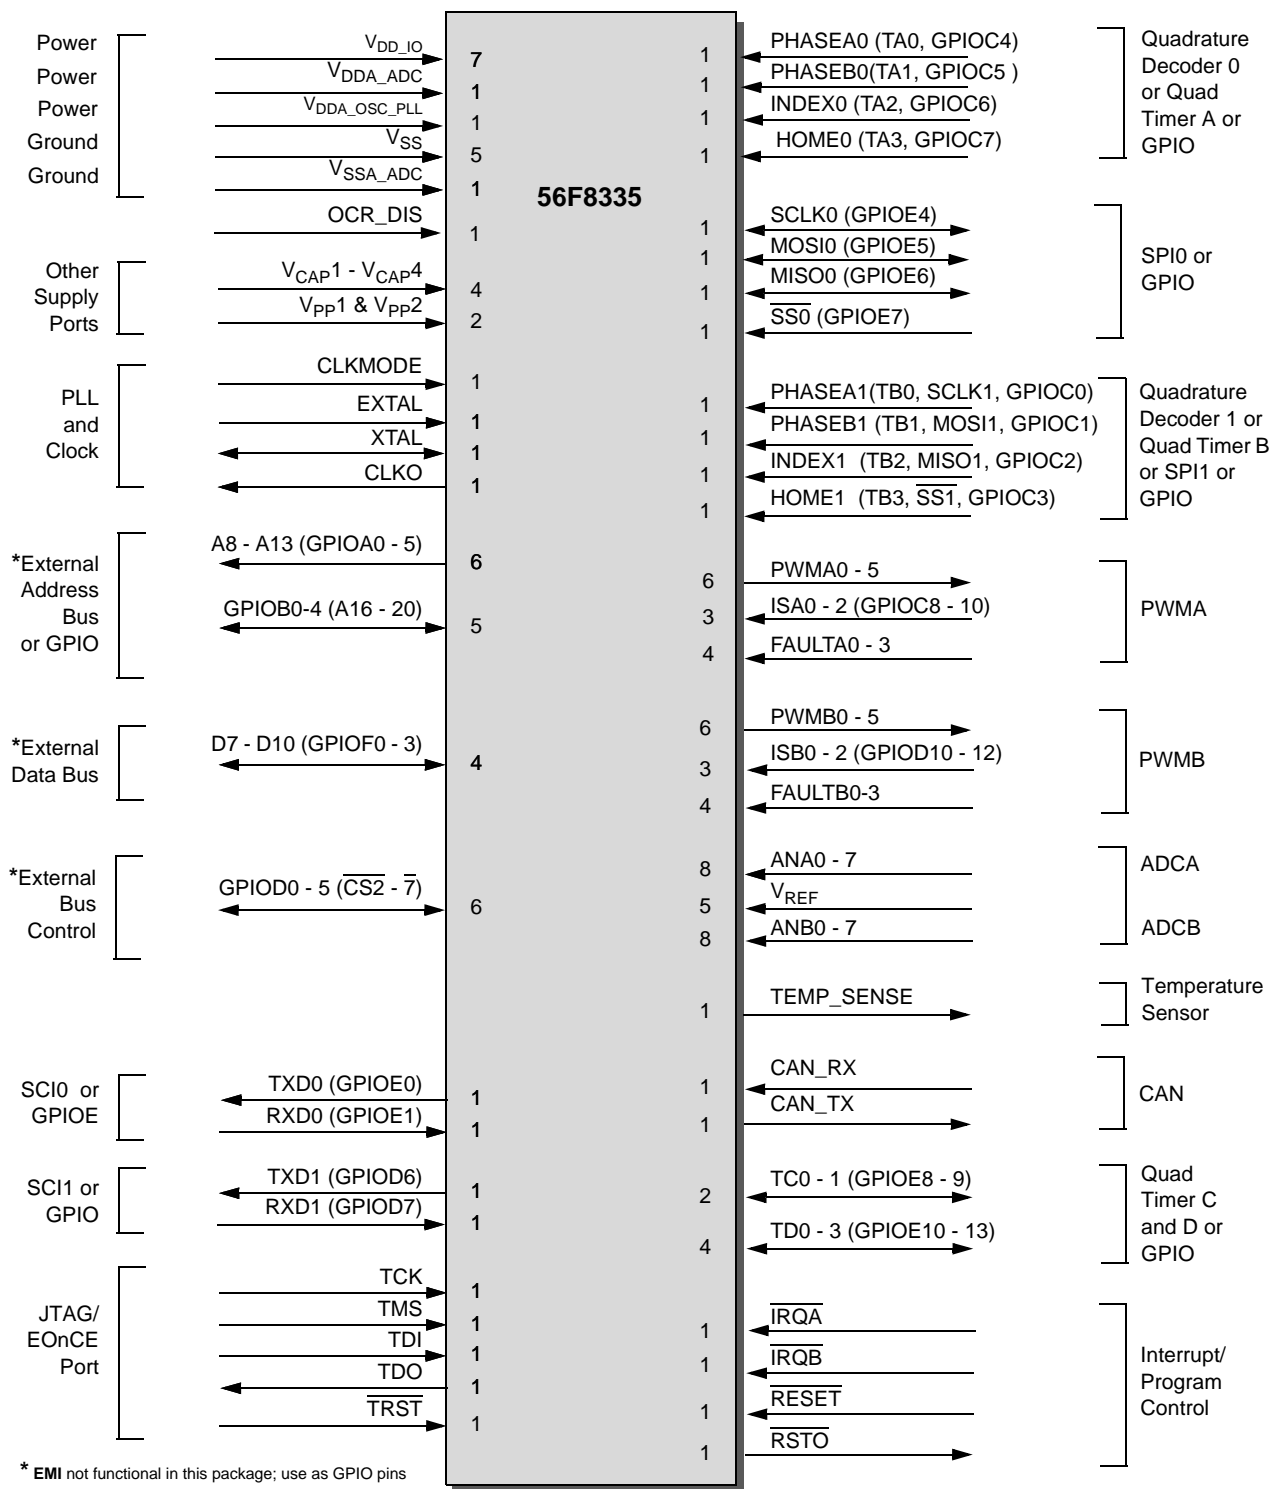 56F8335
Power
Power
Power
Ground
Ground
VDD_IO
7
VDDA_ADC
1
VDDA_OSC_PLL
1
VSS
5
VSSA_ADC
1
OCR_DIS
1
Other
Supply
Ports
VCAP1 - VCAP4
4
VPP1 & VPP2
2
PLL
and
Clock
CLKMODE
1
EXTAL
1
XTAL
1
CLKO
1
*External
Address
Bus
or GPIO
A8 - A13 (GPIOA0 - 5)
6
GPIOB0-4 (A16 - 20)
5
*External
Data Bus
D7 - D10 (GPIOF0 - 3)
4
*External
Bus
Control
GPIOD0 - 5 (CS2 - 7)
6
SCI0 or
GPIOE
TXD0 (GPIOE0)
1
RXD0 (GPIOE1)
1
SCI1 or
GPIO
TXD1 (GPIOD6)
1
RXD1 (GPIOD7)
1
JTAG/
EOnCE
Port
TCK
1
TMS
1
TDI
1
TDO
1
TRST
1
1
PHASEA0 (TA0, GPIOC4)
1
PHASEB0(TA1, GPIOC5 )
1
INDEX0 (TA2, GPIOC6)
1
HOME0 (TA3, GPIOC7)
Quadrature
Decoder 0
or Quad
Timer A or
GPIO
1
SCLK0 (GPIOE4)
1
MOSI0 (GPIOE5)
1
MISO0 (GPIOE6)
1
SS0 (GPIOE7)
SPI0 or
GPIO
1
PHASEA1(TB0, SCLK1, GPIOC0)
1
PHASEB1 (TB1, MOSI1, GPIOC1)
1
INDEX1 (TB2, MISO1, GPIOC2)
1
HOME1 (TB3, SS1, GPIOC3)
Quadrature
Decoder 1 or
Quad Timer B
or SPI1 or
GPIO
6
PWMA0 - 5
3
ISA0 - 2 (GPIOC8 - 10)
4
FAULTA0 - 3
PWMA
6
PWMB0 - 5
3
ISB0 - 2 (GPIOD10 - 12)
4
FAULTB0-3
PWMB
8
ANA0 - 7
5
VREF
8
ANB0 - 7
ADCA
ADCB
1
TEMP_SENSE
Temperature
Sensor
1
CAN_RX
1
CAN_TX
CAN
2
TC0 - 1 (GPIOE8 - 9)
4
TD0 - 3 (GPIOE10 - 13)
Quad
Timer C
and D or
GPIO
1
IRQA
1
IRQB
1
RESET
1
RSTO
Interrupt/
Program
Control
* EMI not functional in this package; use as GPIO pins